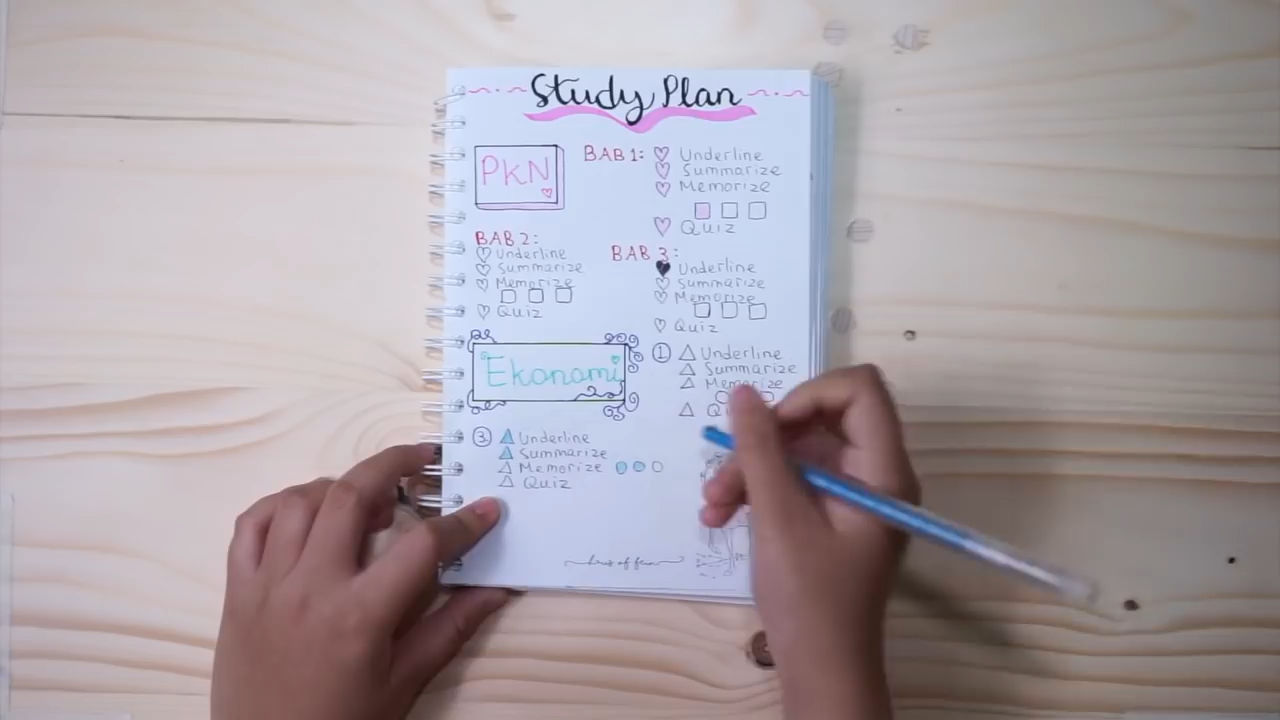 Study Plan
PKN
BAB 1:
Underline
Summarize
Memorize
Quiz
BAB 2:
Underline
Summarize
Memorize
Quiz
BAB 3:
Underline
Summarize
Memorize
Quiz
Ekonomi
1
Underline
Summarize
Memorize
3
Underline
Summarize
Memorize
Quiz